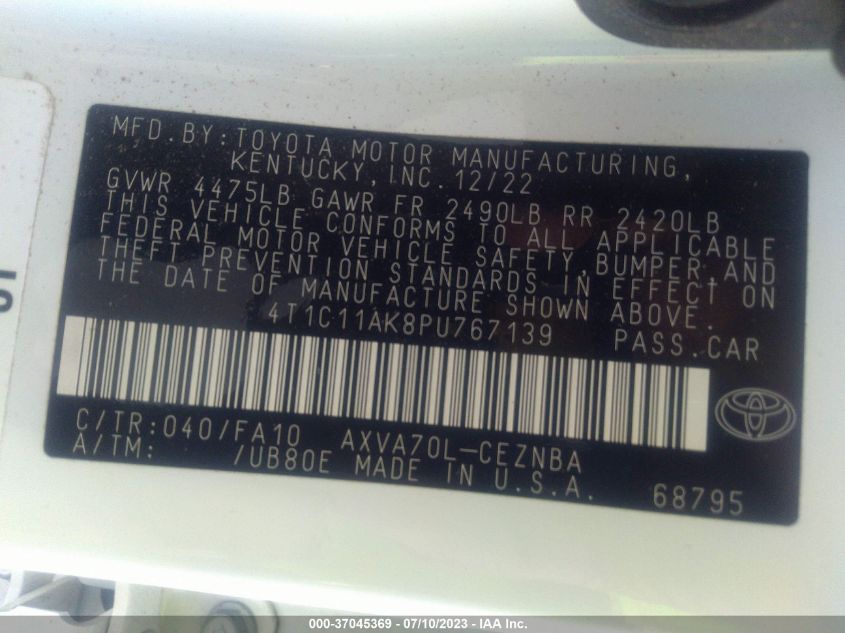 MFD.BY:TOYOTA MOTOR MANUFACTURING,
KENTUCKY,INC.12/22
GVWR 4475LB GAWR FR 2490LB RR 2420LB
THIS VEHICLE CONFORMS TO ALL APPLICABLE
FEDERAL MOTOR VEHICLE SAFETY,BUMPER,AND
THEFT PREVENTION STANDARDS IN EFFECT ON
THE DATE OF MANUFACTURE SHOWN ABOVE.
4T1C11AK8PU767139 PASS.CAR
C/TR:040/FA10 AXVA70L-CEZNBA
A/TM: /UB80E MADE IN U.S.A. 68795
000-37045369 - 07/10/2023 - IAAI.com